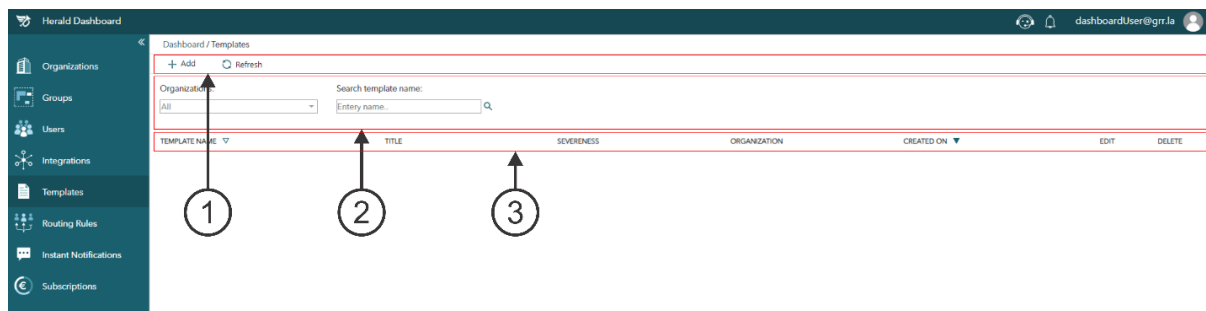 Herald Dashboard
dashboardUser@grr.la
«
Dashboard / Templates
Organizations
+ Add
Refresh
Groups
Organizations:
Search template name:
All
Entery name..
Users
TEMPLATE NAME
TITLE
SEVERENESS
ORGANIZATION
CREATED ON
EDIT
DELETE
Integrations
Templates
1
2
3
Routing Rules
Instant Notifications
Subscriptions